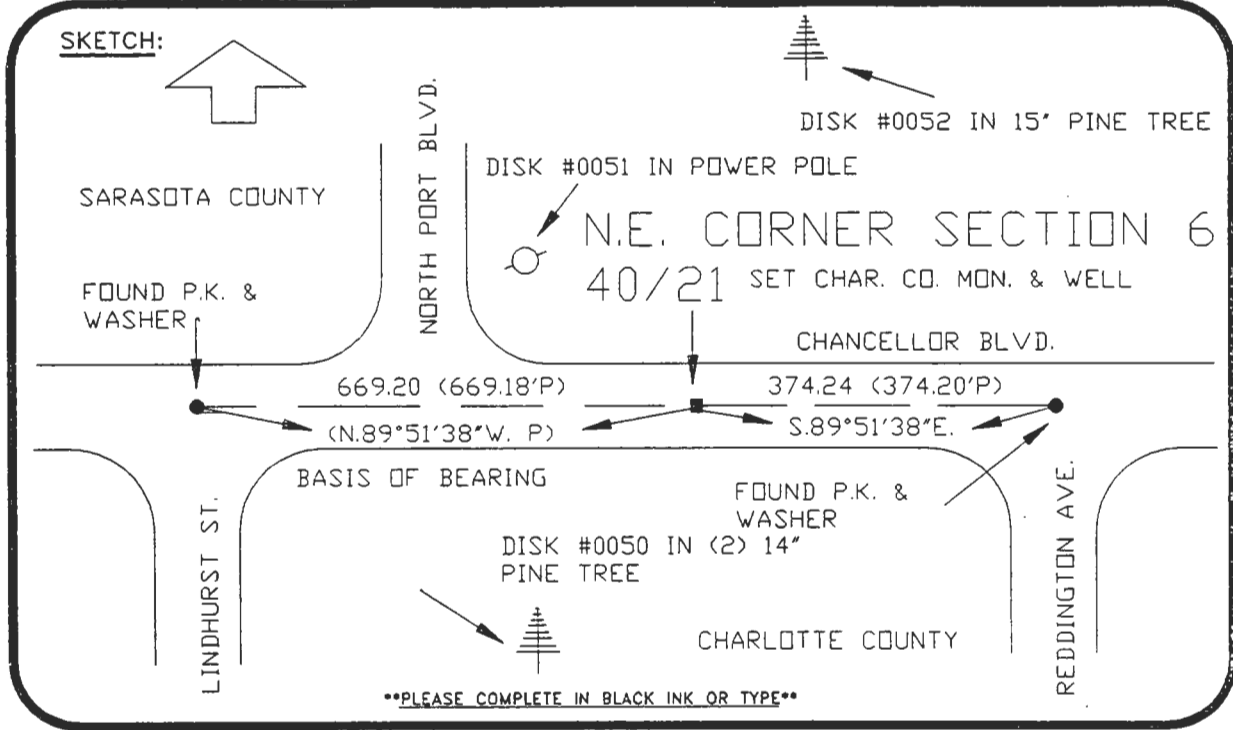 SKETCH:
DISK #0052 IN 15" PINE TREE
NORTH PORT BLVD.
DISK #0051 IN POWER POLE
SARASOTA COUNTY
N.E. CORNER SECTION 6
40/21 SET CHAR. CO. MON. & WELL
FOUND P.K. &
WASHER
CHANCELLOR BLVD.
669.20 (669.18'P)
374.24 (374.20'P)
(N.89°51'38"W. P)
S.89°51'38"E.
BASIS OF BEARING
FOUND P.K. &
WASHER
LINDHURST ST.
REDDINGTON AVE.
DISK #0050 IN (2) 14"
PINE TREE
CHARLOTTE COUNTY
**PLEASE COMPLETE IN BLACK INK OR TYPE**